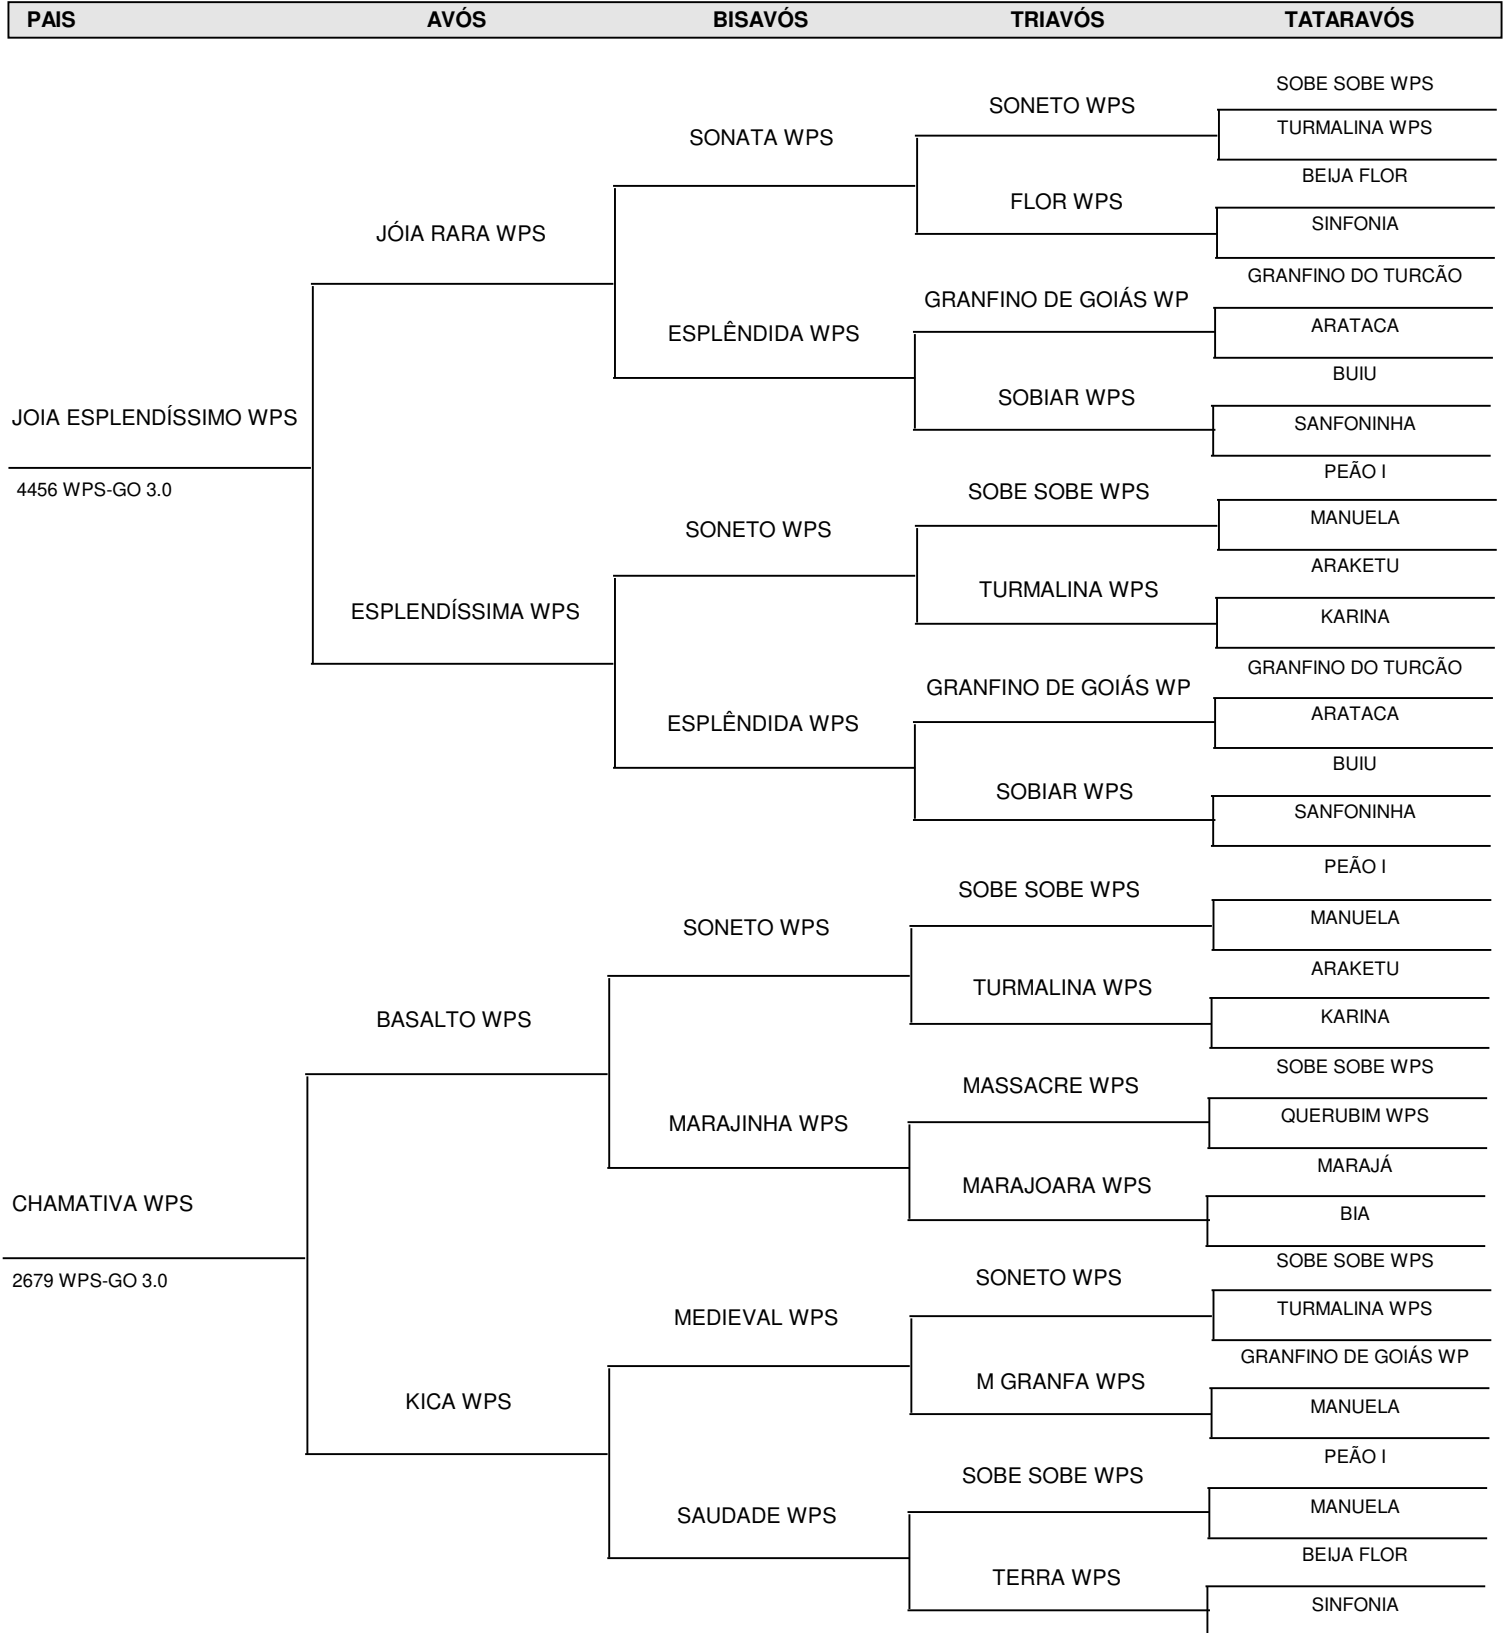 PAIS AVÓS BISAVÓS TRIAVÓS TATARAVÓS
SOBE SOBE WPS
SONETO WPS
TURMALINA WPS
SONATA WPS
BEIJA FLOR
FLOR WPS
SINFONIA
JÓIA RARA WPS
GRANFINO DO TURCÃO
GRANFINO DE GOIÁS WP
ARATACA
ESPLÊNDIDA WPS
BUIU
SOBIAR WPS
SANFONINHA
JOIA ESPLENDÍSSIMO WPS
PEÃO I
4456 WPS-GO 3.0
SOBE SOBE WPS
MANUELA
SONETO WPS
ARAKETU
TURMALINA WPS
KARINA
ESPLENDÍSSIMA WPS
GRANFINO DO TURCÃO
GRANFINO DE GOIÁS WP
ARATACA
ESPLÊNDIDA WPS
BUIU
SOBIAR WPS
SANFONINHA
PEÃO I
SOBE SOBE WPS
MANUELA
SONETO WPS
ARAKETU
TURMALINA WPS
KARINA
BASALTO WPS
SOBE SOBE WPS
MASSACRE WPS
QUERUBIM WPS
MARAJINHA WPS
MARAJÁ
MARAJOARA WPS
BIA
CHAMATIVA WPS
SOBE SOBE WPS
2679 WPS-GO 3.0
SONETO WPS
TURMALINA WPS
MEDIEVAL WPS
GRANFINO DE GOIÁS WP
M GRANFA WPS
MANUELA
KICA WPS
PEÃO I
SOBE SOBE WPS
MANUELA
SAUDADE WPS
BEIJA FLOR
TERRA WPS
SINFONIA